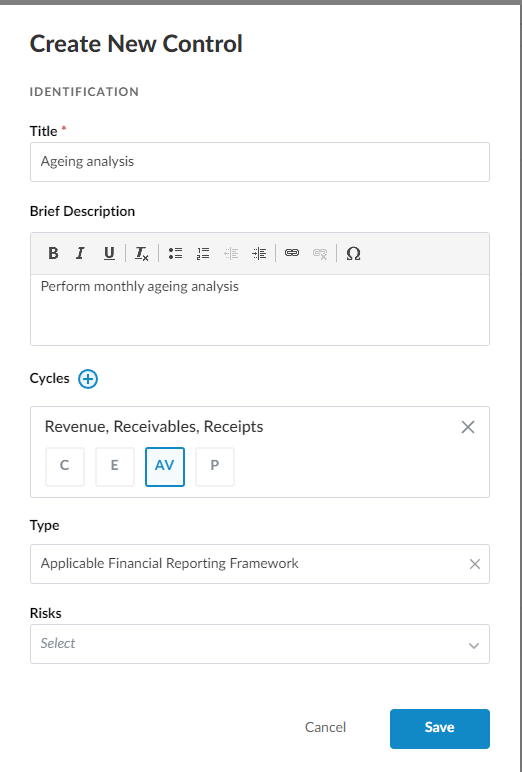 Create New Control
IDENTIFICATION
Title *
Ageing analysis
Brief Description
B I U Ix Ω
Perform monthly ageing analysis
Cycles
Revenue, Receivables, Receipts
C E AV P
Type
Applicable Financial Reporting Framework
Risks
Select
Cancel Save